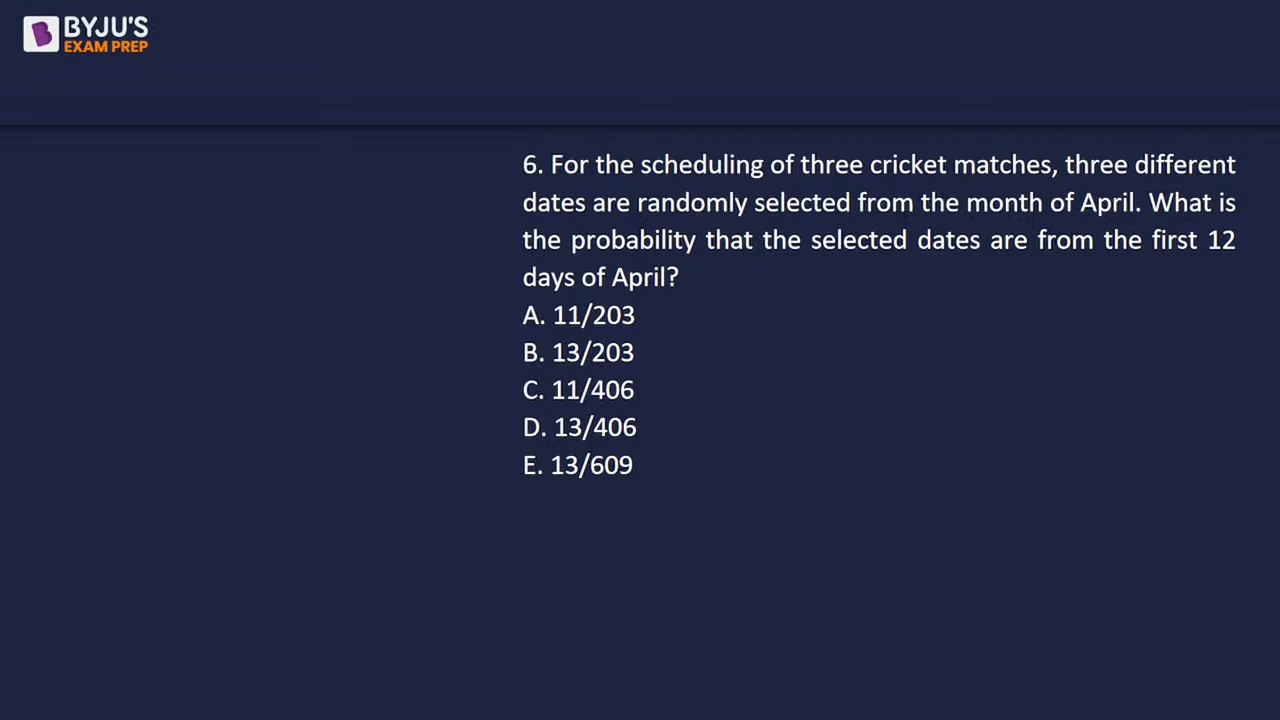 BYJU'S
EXAM PREP
6. For the scheduling of three cricket matches, three different
dates are randomly selected from the month of April. What is
the probability that the selected dates are from the first 12
days of April?
A. 11/203
B. 13/203
C. 11/406
D. 13/406
E. 13/609